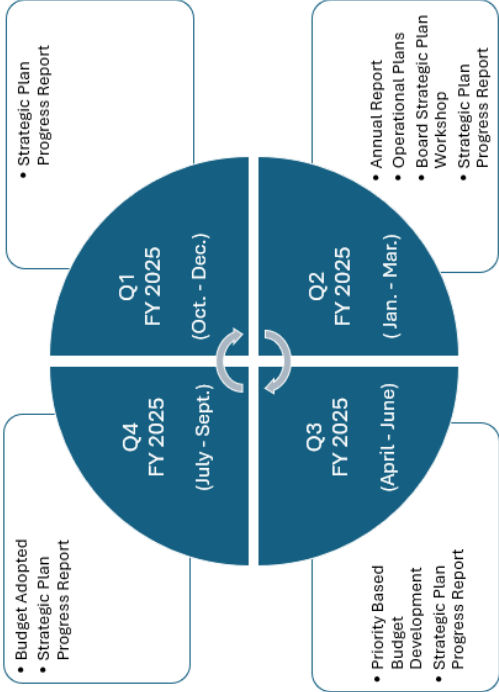 • Budget Adopted
• Strategic Plan
Progress Report
• Strategic Plan
Progress Report
Q4
FY 2025
(July - Sept.)
Q1
FY 2025
(Oct. - Dec.)
Q3
FY 2025
(April - June)
Q2
FY 2025
(Jan. - Mar.)
• Priority Based
Budget
Development
• Strategic Plan
Progress Report
• Annual Report
• Operational Plans
• Board Strategic Plan
Workshop
• Strategic Plan
Progress Report